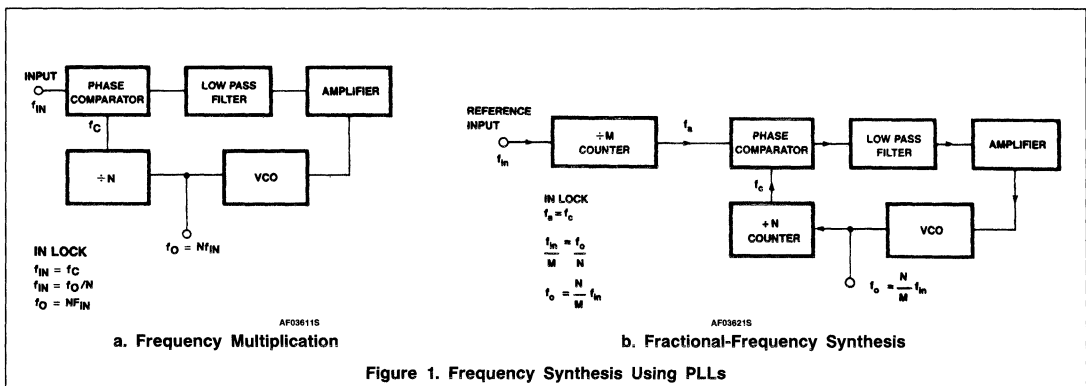 INPUT
fIN
PHASE
COMPARATOR
LOW PASS
FILTER
AMPLIFIER
fC
÷N
VCO
fO = NfIN
IN LOCK
fIN = fC
fIN = fO/N
fO = NFIN
AF03611S
a. Frequency Multiplication
REFERENCE
INPUT
fin
÷M
COUNTER
fa
PHASE
COMPARATOR
LOW PASS
FILTER
AMPLIFIER
fc
÷N
COUNTER
VCO
IN LOCK
fa = fc
fin/M = fo/N
fo = N/M fin
fo = N/M fin
AF03621S
b. Fractional-Frequency Synthesis
Figure 1. Frequency Synthesis Using PLLs